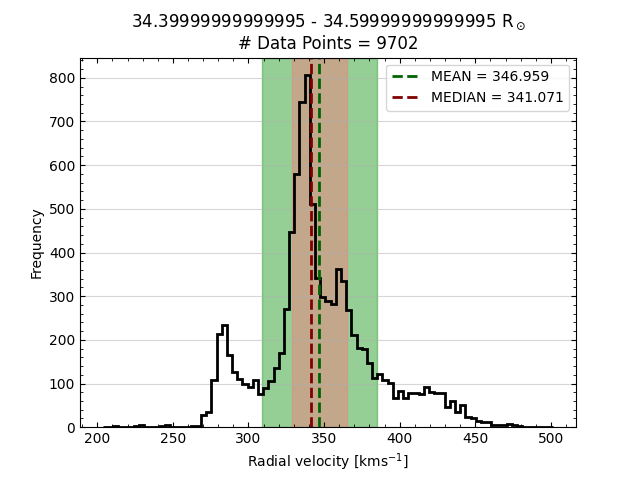 34.39999999999995 - 34.59999999999995 R⊙
# Data Points = 9702
MEAN = 346.959
MEDIAN = 341.071
Frequency
800
700
600
500
400
300
200
100
0
200 250 300 350 400 450 500
Radial velocity [kms⁻¹]